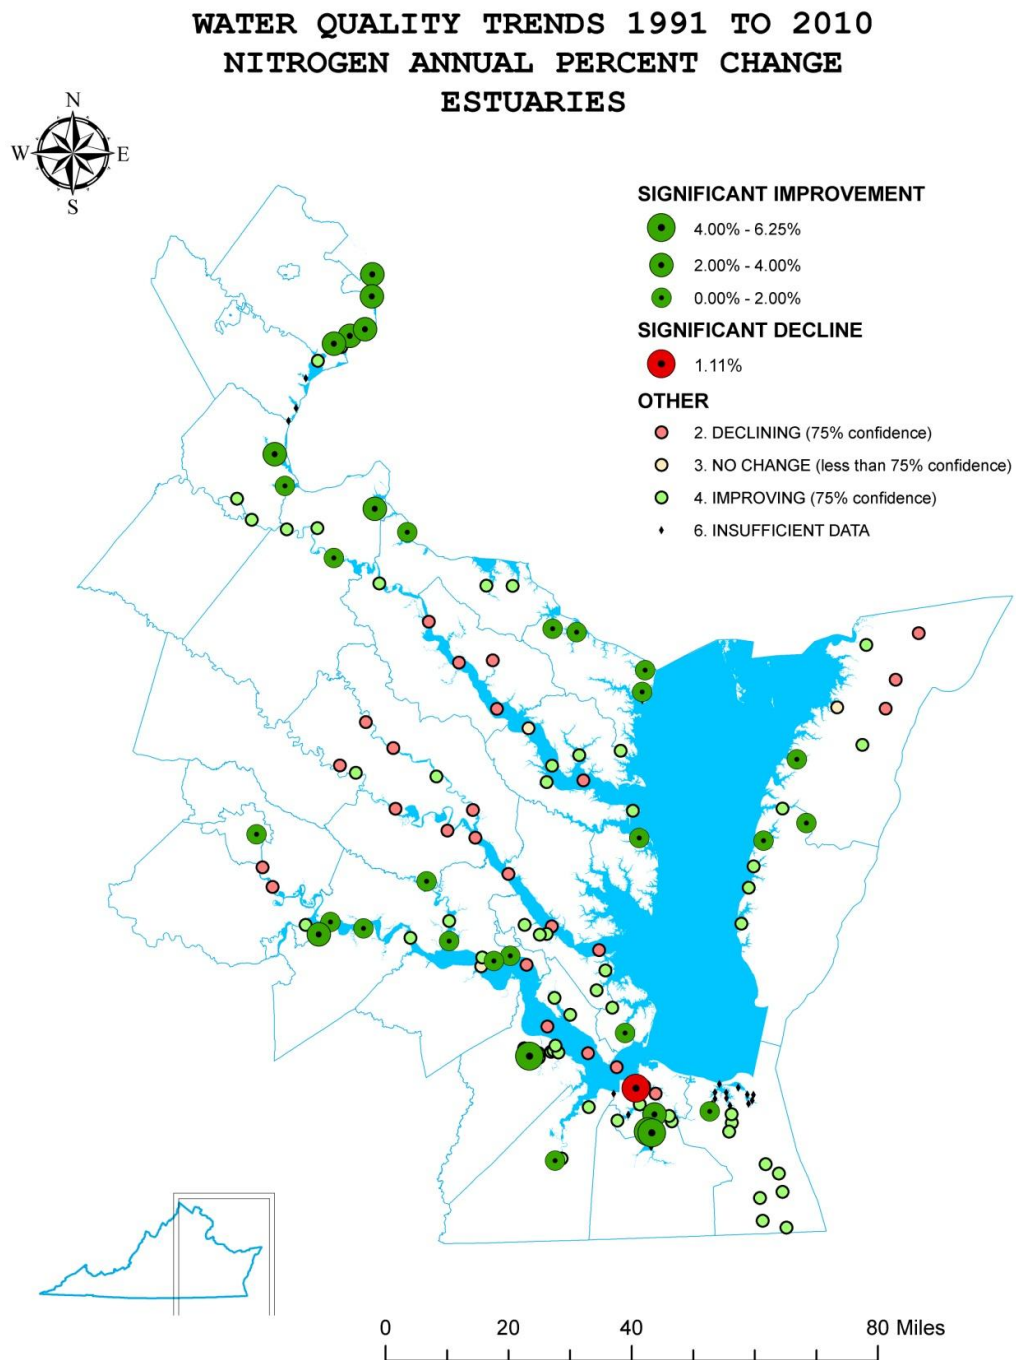 WATER QUALITY TRENDS 1991 TO 2010
NITROGEN ANNUAL PERCENT CHANGE
ESTUARIES
N
W E
S
SIGNIFICANT IMPROVEMENT
4.00% - 6.25%
2.00% - 4.00%
0.00% - 2.00%
SIGNIFICANT DECLINE
1.11%
OTHER
2. DECLINING (75% confidence)
3. NO CHANGE (less than 75% confidence)
4. IMPROVING (75% confidence)
6. INSUFFICIENT DATA
0 20 40 80 Miles